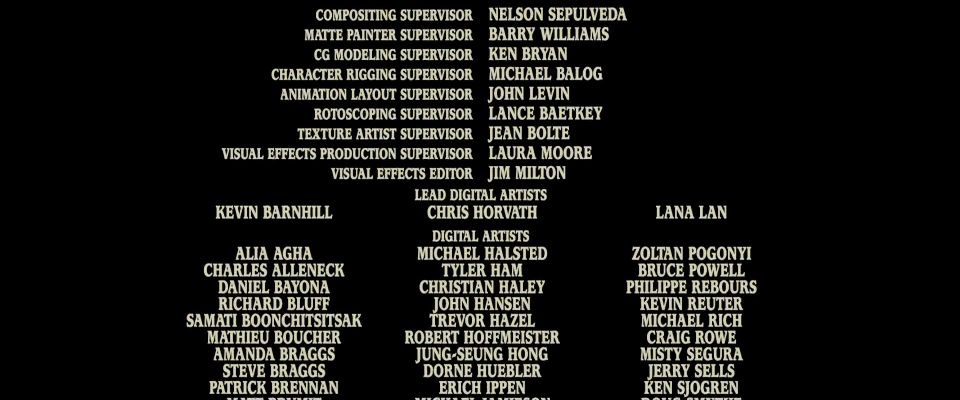 COMPOSITING SUPERVISOR NELSON SEPULVEDA
MATTE PAINTER SUPERVISOR BARRY WILLIAMS
CG MODELING SUPERVISOR KEN BRYAN
CHARACTER RIGGING SUPERVISOR MICHAEL BALOG
ANIMATION LAYOUT SUPERVISOR JOHN LEVIN
ROTOSCOPING SUPERVISOR LANCE BAETKEY
TEXTURE ARTIST SUPERVISOR JEAN BOLTE
VISUAL EFFECTS PRODUCTION SUPERVISOR LAURA MOORE
VISUAL EFFECTS EDITOR JIM MILTON
LEAD DIGITAL ARTISTS
KEVIN BARNHILL CHRIS HORVATH LANA LAN
DIGITAL ARTISTS
ALIA AGHA MICHAEL HALSTED ZOLTAN POGONYI
CHARLES ALLENECK TYLER HAM BRUCE POWELL
DANIEL BAYONA CHRISTIAN HALEY PHILIPPE REBOURS
RICHARD BLUFF JOHN HANSEN KEVIN REUTER
SAMATI BOONCHITSITSAK TREVOR HAZEL MICHAEL RICH
MATHIEU BOUCHER ROBERT HOFFMEISTER CRAIG ROWE
AMANDA BRAGGS JUNG-SEUNG HONG MISTY SEGURA
STEVE BRAGGS DORNE HUEBLER JERRY SELLS
PATRICK BRENNAN ERICH IPPEN KEN SJOGREN